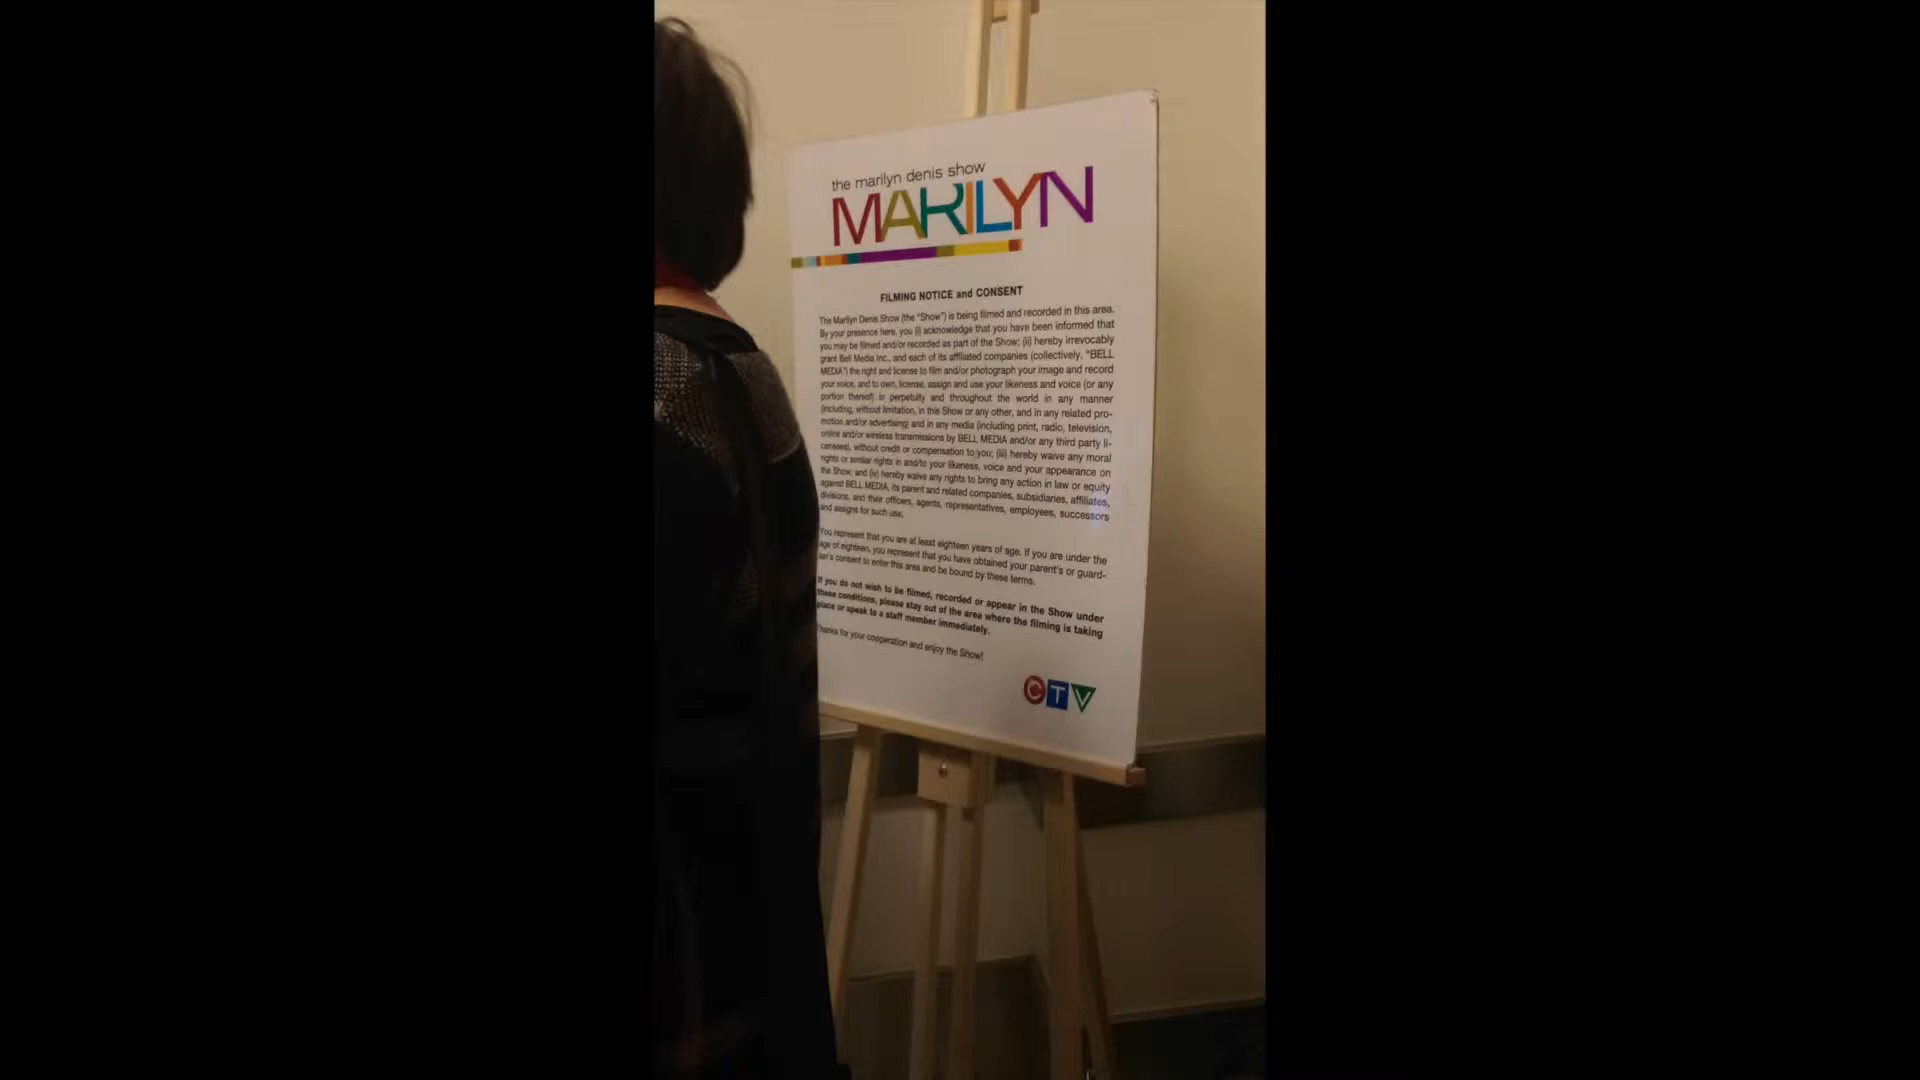 the marilyn denis show
MARILYN
FILMING NOTICE and CONSENT
The Marilyn Denis Show (the "Show") is being filmed and recorded in this area.
By your presence here, you (i) acknowledge that you have been informed that
you may be filmed and/or recorded as part of the Show; (ii) hereby irrevocably
grant Bell Media Inc., and each of its affiliated companies (collectively, "BELL
MEDIA") the right and license to film and/or photograph your image and record
your voice, and to own, license, assign and use your likeness and voice (or any
portion thereof) in perpetuity and throughout the world in any manner
(including, without limitation, in this Show or any other, and in any related pro-
motion and/or advertising) and in any media (including print, radio, television,
online and/or wireless transmissions by BELL MEDIA and/or any third party li-
censees), without credit or compensation to you; (iii) hereby waive any moral
rights or similar rights in and/to your likeness, voice and your appearance on
the Show; and (iv) hereby waive any rights to bring any action in law or equity
against BELL MEDIA, its parent and related companies, subsidiaries, affiliates,
divisions, and their officers, agents, representatives, employees, successors
and assigns for such use.
You represent that you are at least eighteen years of age. If you are under the
age of eighteen, you represent that you have obtained your parent's or guard-
ian's consent to enter this area and be bound by these terms.
If you do not wish to be filmed, recorded or appear in the Show under
these conditions, please stay out of the area where the filming is taking
place or speak to a staff member immediately.
Thanks for your cooperation and enjoy the Show!
CTV